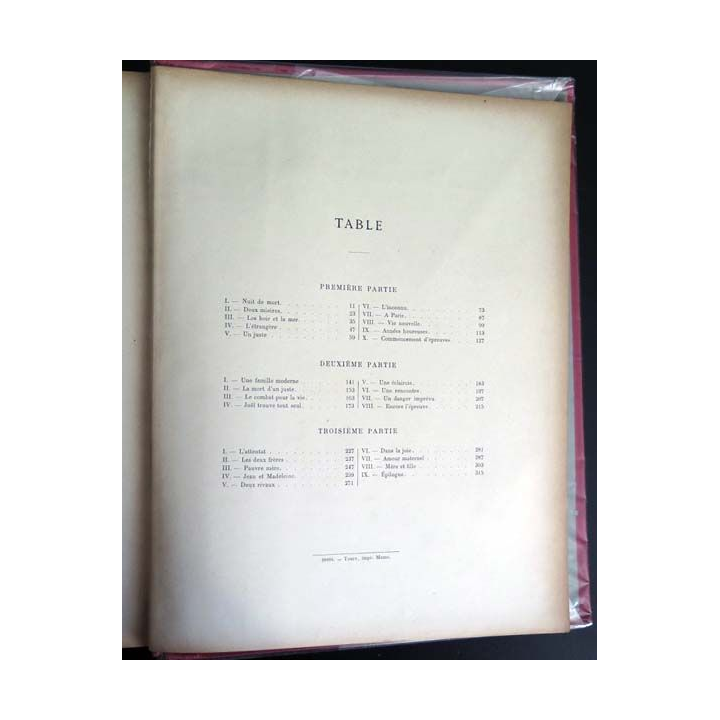 TABLE
PREMIÈRE PARTIE
I. — Nuit de mort. 11
II. — Deux misères. 23
III. — Les hoir et la mer. 35
IV. — L'étrangère. 47
V. — Un juste 59
VI. — L'inconnu. 73
VII. — A Paris. 87
VIII. — Vie nouvelle. 99
IX. — Années heureuses. 113
X. — Commencement d'épreuves. 127
DEUXIÈME PARTIE
I. — Une famille moderne 141
II. — La mort d'un juste. 153
III. — Le combat pour la vie. 163
IV. — Joël trouve tout seul. 173
V. — Une éclaircie. 183
VI. — Une rencontre. 197
VII. — Un danger imprévu. 207
VIII. — Encore l'épreuve. 215
TROISIÈME PARTIE
I. — L'attentat 227
II. — Les deux frères. 237
III. — Pauvre mère. 247
IV. — Jean et Madeleine. 259
V. — Deux rivaux 271
VI. — Dans la joie. 281
VII. — Amour maternel 287
VIII. — Mère et fille 303
IX. — Épilogue. 315
— Tours, impr. Mame.